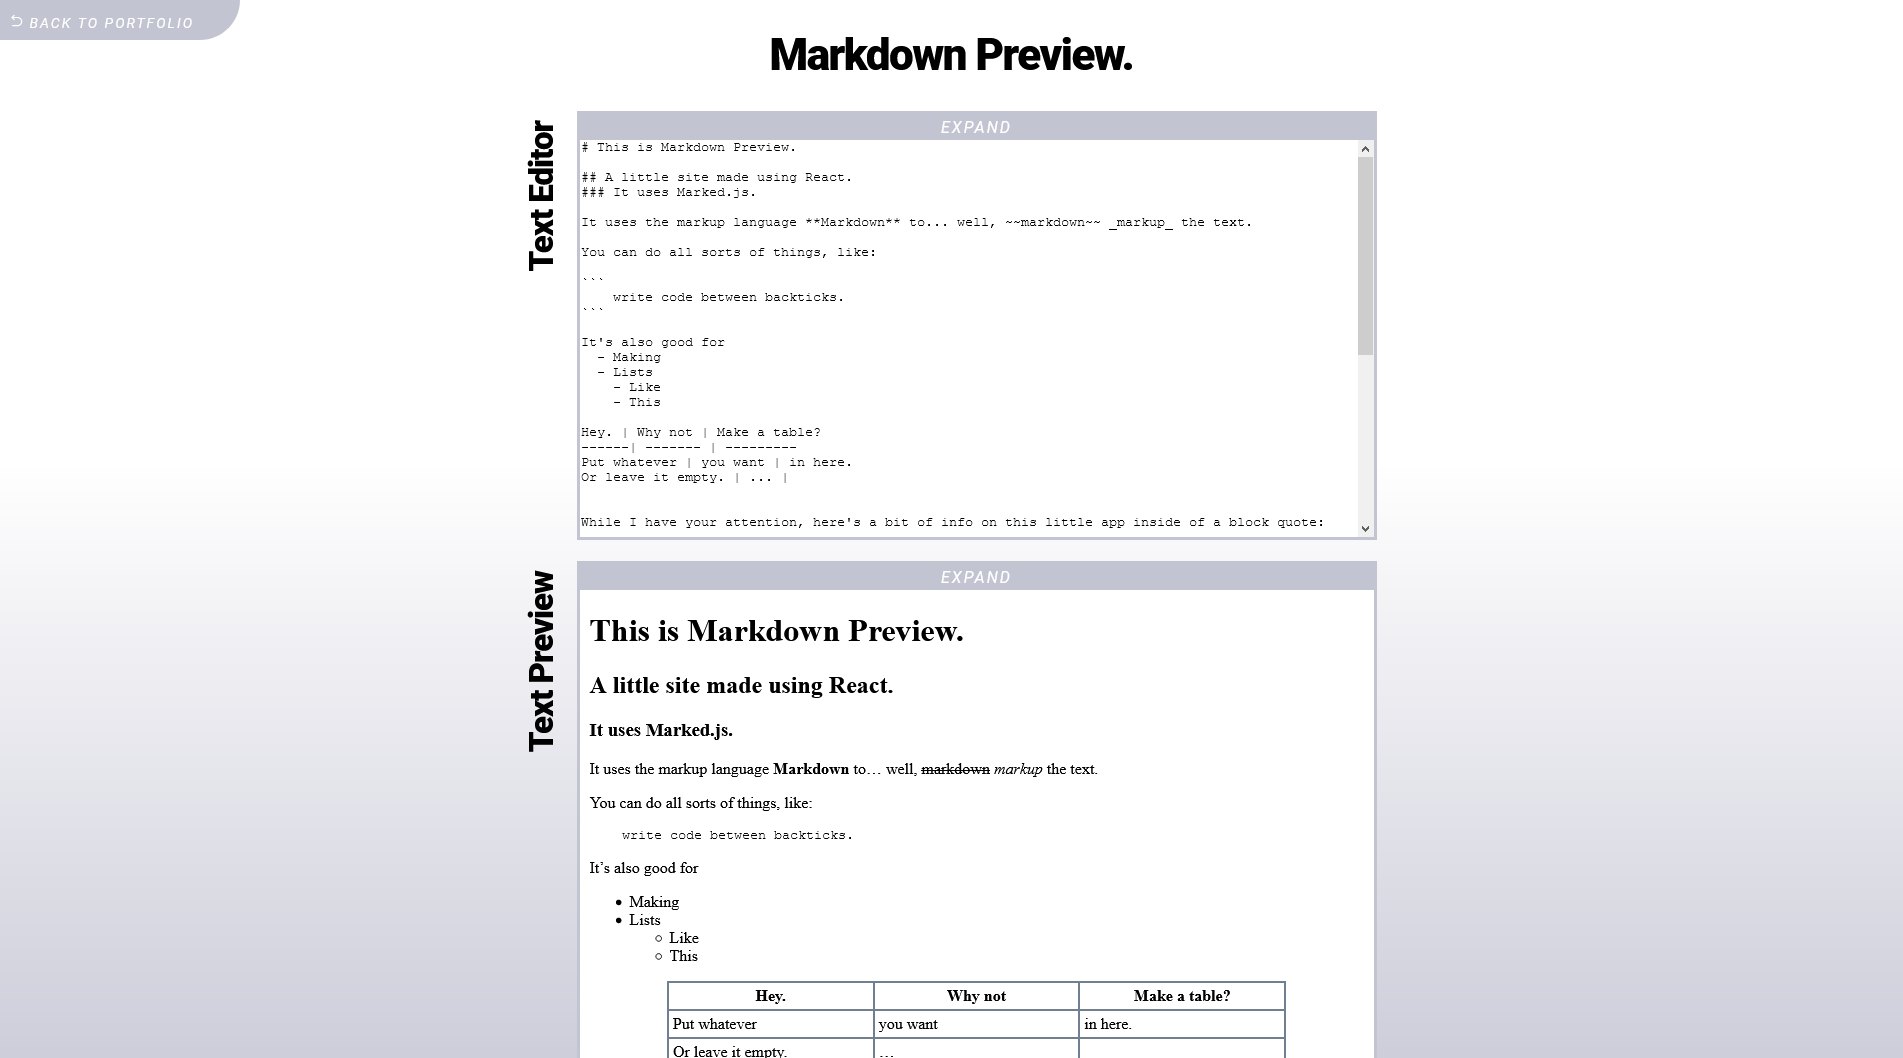 BACK TO PORTFOLIO
Markdown Preview.
Text Editor
EXPAND
# This is Markdown Preview.
## A little site made using React.
### It uses Marked.js.
It uses the markup language **Markdown** to... well, ~~markdown~~ _markup_ the text.
You can do all sorts of things, like:
```
    write code between backticks.
```
It's also good for
  - Making
  - Lists
    - Like
    - This
Hey. | Why not | Make a table?
------| ------- | ---------
Put whatever | you want | in here.
Or leave it empty. | ... |
While I have your attention, here's a bit of info on this little app inside of a block quote:
Text Preview
EXPAND
This is Markdown Preview.
A little site made using React.
It uses Marked.js.
It uses the markup language Markdown to… well, markdown markup the text.
You can do all sorts of things, like:
    write code between backticks.
It’s also good for
• Making
• Lists
○ Like
○ This
Hey. Why not Make a table?
Put whatever you want in here.
Or leave it empty. …